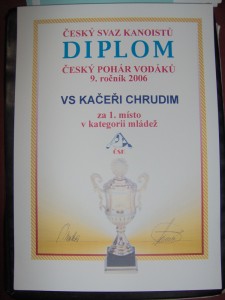 ČESKÝ SVAZ KANOISTŮ
DIPLOM
ČESKÝ POHÁR VODÁKŮ
9. ročník 2006
VS KAČEŘI CHRUDIM
za 1. místo
v kategorii mládež